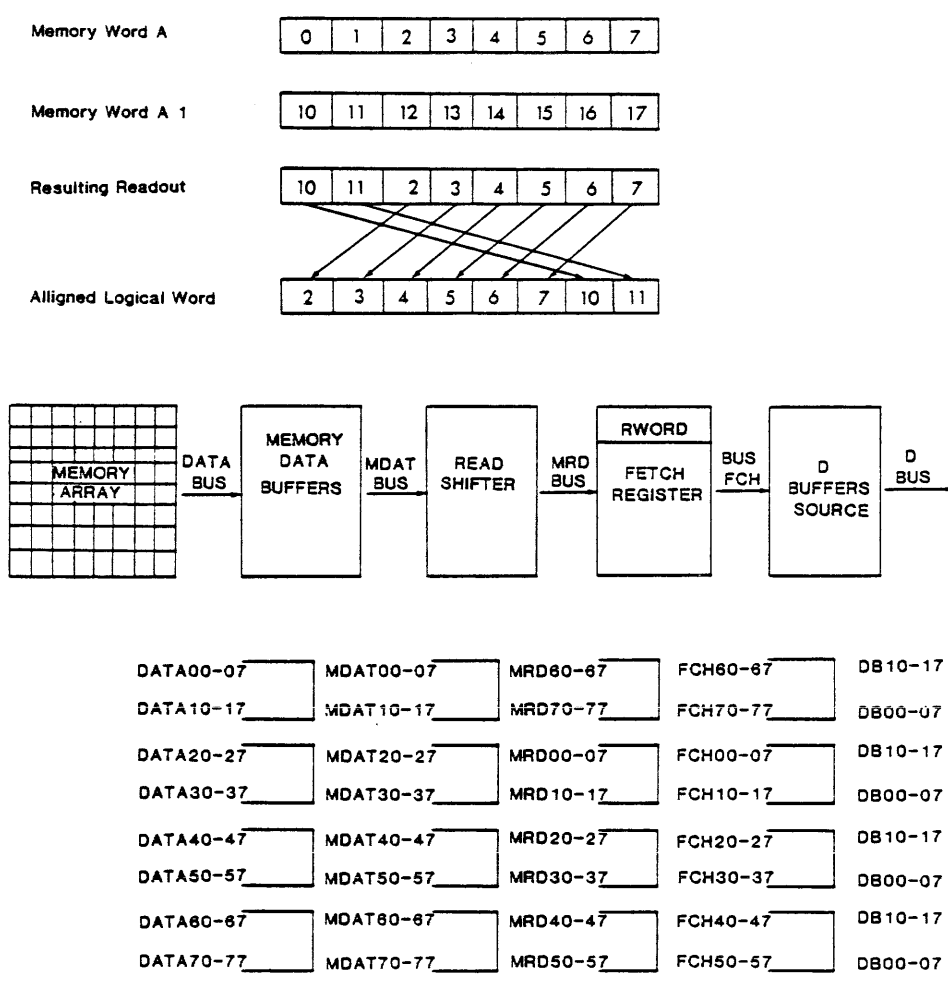 Memory Word A 0 1 2 3 4 5 6 7
Memory Word A 1 10 11 12 13 14 15 16 17
Resulting Readout 10 11 2 3 4 5 6 7
Alligned Logical Word 2 3 4 5 6 7 10 11
MEMORY ARRAY
DATA BUS
MEMORY DATA BUFFERS
MDAT BUS
READ SHIFTER
MRD BUS
RWORD
FETCH REGISTER
BUS FCH
D BUFFERS SOURCE
D BUS
DATA00-07 MDAT00-07 MRD60-67 FCH60-67 DB10-17
DATA10-17 MDAT10-17 MRD70-77 FCH70-77 DB00-07
DATA20-27 MDAT20-27 MRD00-07 FCH00-07 DB10-17
DATA30-37 MDAT30-37 MRD10-17 FCH10-17 DB00-07
DATA40-47 MDAT40-47 MRD20-27 FCH20-27 DB10-17
DATA50-57 MDAT50-57 MRD30-37 FCH30-37 DB00-07
DATA60-67 MDAT60-67 MRD40-47 FCH40-47 DB10-17
DATA70-77 MDAT70-77 MRD50-57 FCH50-57 DB00-07